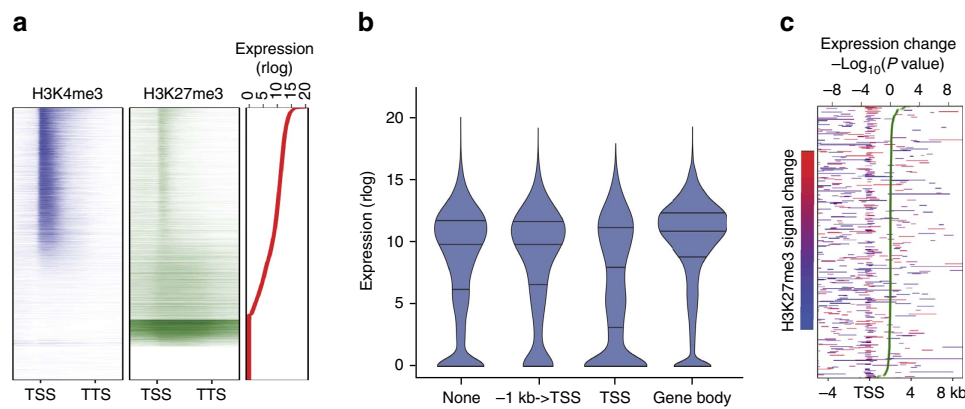 a
Expression
(rlog)
H3K4me3
H3K27me3
0 5 10 15 20
TSS TTS
TSS TTS
b
Expression (rlog)
20
15
10
5
0
None
−1 kb->TSS
TSS
Gene body
c
Expression change
−Log10(P value)
−8 −4 0 4 8
H3K27me3 signal change
−4 TSS 4 8 kb